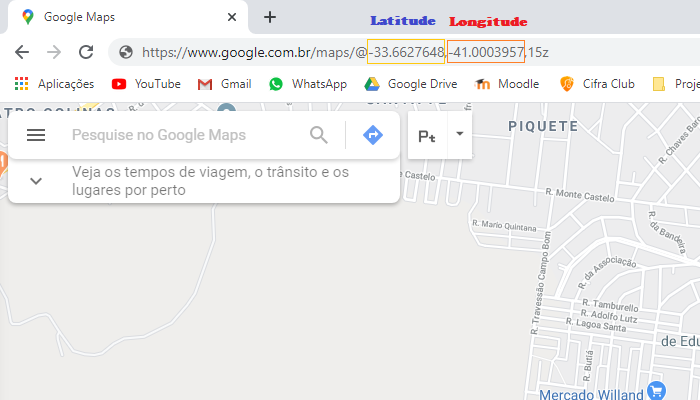 Google Maps
Latitude Longitude
https://www.google.com.br/maps/@-33.6627648,-41.0003957,15z
Aplicações YouTube Gmail WhatsApp Google Drive Moodle Cifra Club Proje
Pesquise no Google Maps
Veja os tempos de viagem, o trânsito e os
lugares por perto
PIQUETE
R. Chaves Bar
Castelo
R. Monte Castelo
R. Mario Quintana
R. da Bandeira
R. Travessão Campo Bom
R. da Associação
R. Tamburello
R. Adolfo Lutz
R. Lagoa Santa
de Edu
R. Butiá
Mercado Willand